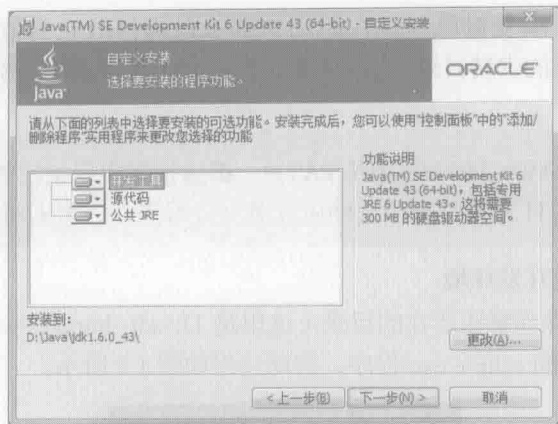 Java(TM) SE Development Kit 6 Update 43 (64-bit) - 自定义安装
自定义安装
选择要安装的程序功能。
Java
ORACLE
请从下面的列表中选择要安装的可选功能。安装完成后，您可以使用"控制面板"中的"添加/
删除程序"实用程序来更改您选择的功能
开发工具
源代码
公共 JRE
功能说明
Java(TM) SE Development Kit 6
Update 43 (64-bit)，包括专用
JRE 6 Update 43。这将需要
300 MB 的硬盘驱动器空间。
安装到：
D:\Java\jdk1.6.0_43\
更改(A)...
< 上一步(B)
下一步(N) >
取消